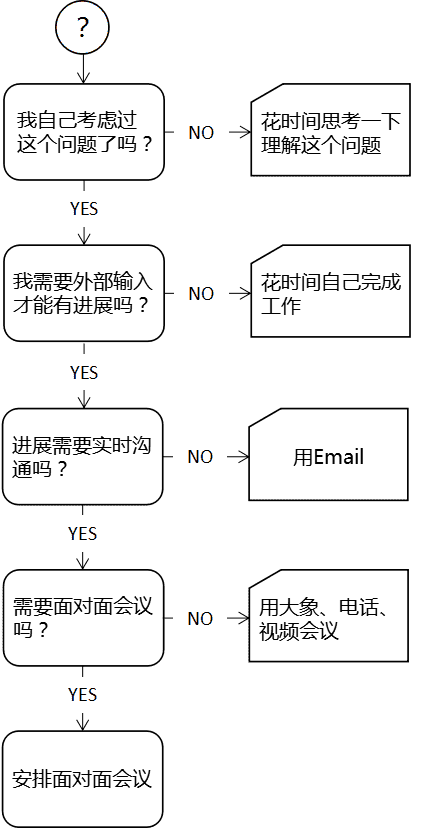 ?
我自己考虑过
这个问题了吗？
NO
花时间思考一下
理解这个问题
YES
我需要外部输入
才能有进展吗？
NO
花时间自己完成
工作
YES
进展需要实时沟
通吗？
NO
用Email
YES
需要面对面会议
吗？
NO
用大象、电话、
视频会议
YES
安排面对面会议